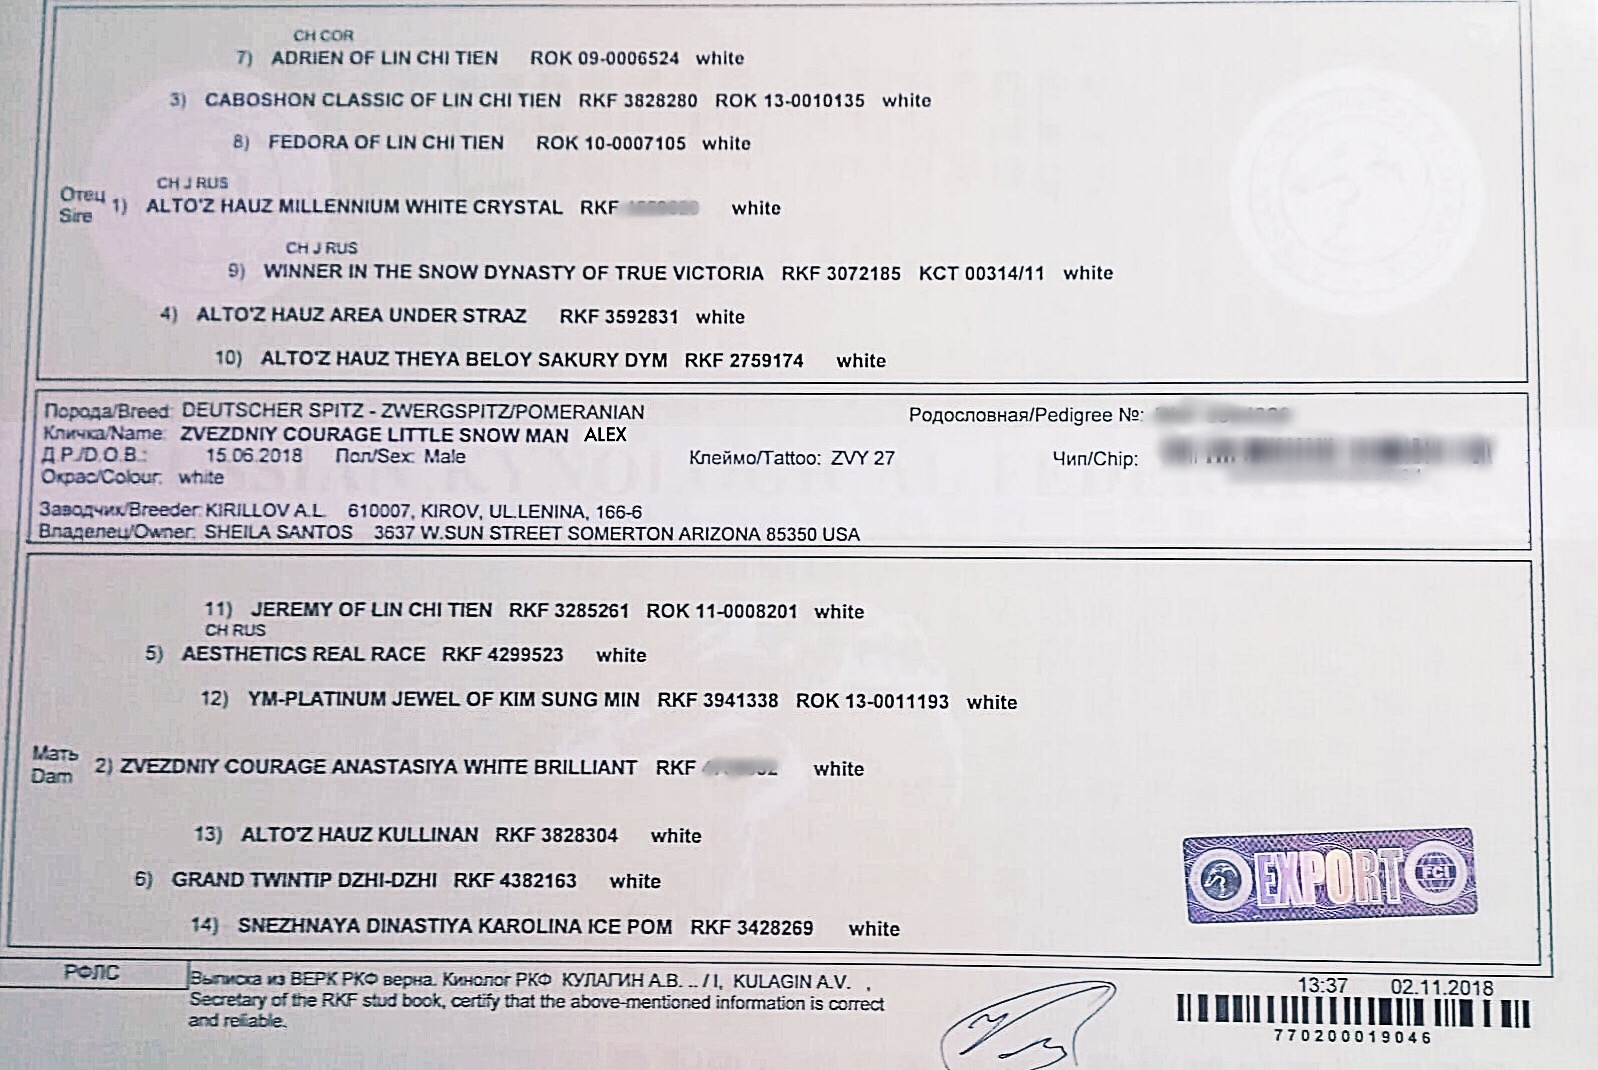 CH COR
7) ADRIEN OF LIN CHI TIEN ROK 09-0006524 white
3) CABOSHON CLASSIC OF LIN CHI TIEN RKF 3828280 ROK 13-0010135 white
8) FEDORA OF LIN CHI TIEN ROK 10-0007105 white
CH J RUS
Отец
Sire
1) ALTO'Z HAUZ MILLENNIUM WHITE CRYSTAL RKF white
CH J RUS
9) WINNER IN THE SNOW DYNASTY OF TRUE VICTORIA RKF 3072185 KCT 00314/11 white
4) ALTO'Z HAUZ AREA UNDER STRAZ RKF 3592831 white
10) ALTO'Z HAUZ THEYA BELOY SAKURY DYM RKF 2759174 white
Порода/Breed: DEUTSCHER SPITZ - ZWERGSPITZ/POMERANIAN Родословная/Pedigree №:
Кличка/Name: ZVEZDNIY COURAGE LITTLE SNOW MAN ALEX
Д.Р./D.O.B.: 15.06.2018 Пол/Sex: Male Клеймо/Tattoo: ZVY 27 Чип/Chip:
Окрас/Colour: white
Заводчик/Breeder: KIRILLOV A.L. 610007, KIROV, UL.LENINA, 166-6
Владелец/Owner: SHEILA SANTOS 3637 W.SUN STREET SOMERTON ARIZONA 85350 USA
11) JEREMY OF LIN CHI TIEN RKF 3285261 ROK 11-0008201 white
CH RUS
5) AESTHETICS REAL RACE RKF 4299523 white
12) YM-PLATINUM JEWEL OF KIM SUNG MIN RKF 3941338 ROK 13-0011193 white
Мать
Dam
2) ZVEZDNIY COURAGE ANASTASIYA WHITE BRILLIANT RKF white
13) ALTO'Z HAUZ KULLINAN RKF 3828304 white
6) GRAND TWINTIP DZHI-DZHI RKF 4382163 white
14) SNEZHNAYA DINASTIYA KAROLINA ICE POM RKF 3428269 white
EXPORT FCI
РФЛС
Выписка из ВЕРК РКФ верна. Кинолог РКФ КУЛАГИН А.В. .. / I, KULAGIN A.V. ,
Secretary of the RKF stud book, certify that the above-mentioned information is correct
and reliable.
13:37 02.11.2018
770200019046